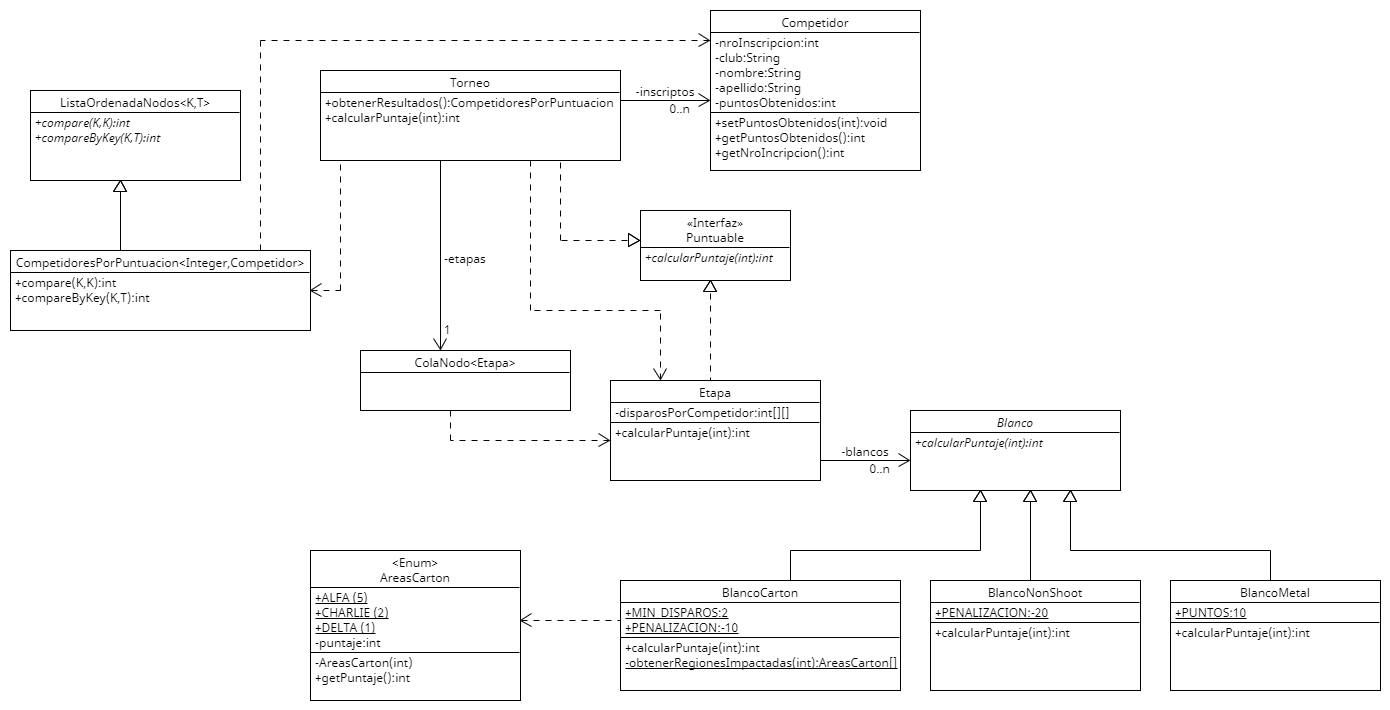 Competidor
-nroInscripcion:int
-club:String
-nombre:String
-apellido:String
-puntosObtenidos:int
+setPuntosObtenidos(int):void
+getPuntosObtenidos():int
+getNroIncripcion():int
Torneo
+obtenerResultados():CompetidoresPorPuntuacion
+calcularPuntaje(int):int
-inscriptos
0..n
ListaOrdenadaNodos<K,T>
+compare(K,K):int
+compareByKey(K,T):int
«Interfaz»
Puntuable
+calcularPuntaje(int):int
CompetidoresPorPuntuacion<Integer,Competidor>
+compare(K,K):int
+compareByKey(K,T):int
-etapas
1
ColaNodo<Etapa>
Etapa
-disparosPorCompetidor:int[][]
+calcularPuntaje(int):int
-blancos
0..n
Blanco
+calcularPuntaje(int):int
<Enum>
AreasCarton
+ALFA (5)
+CHARLIE (2)
+DELTA (1)
-puntaje:int
-AreasCarton(int)
+getPuntaje():int
BlancoCarton
+MIN_DISPAROS:2
+PENALIZACION:-10
+calcularPuntaje(int):int
-obtenerRegionesImpactadas(int):AreasCarton[]
BlancoNonShoot
+PENALIZACION:-20
+calcularPuntaje(int):int
BlancoMetal
+PUNTOS:10
+calcularPuntaje(int):int